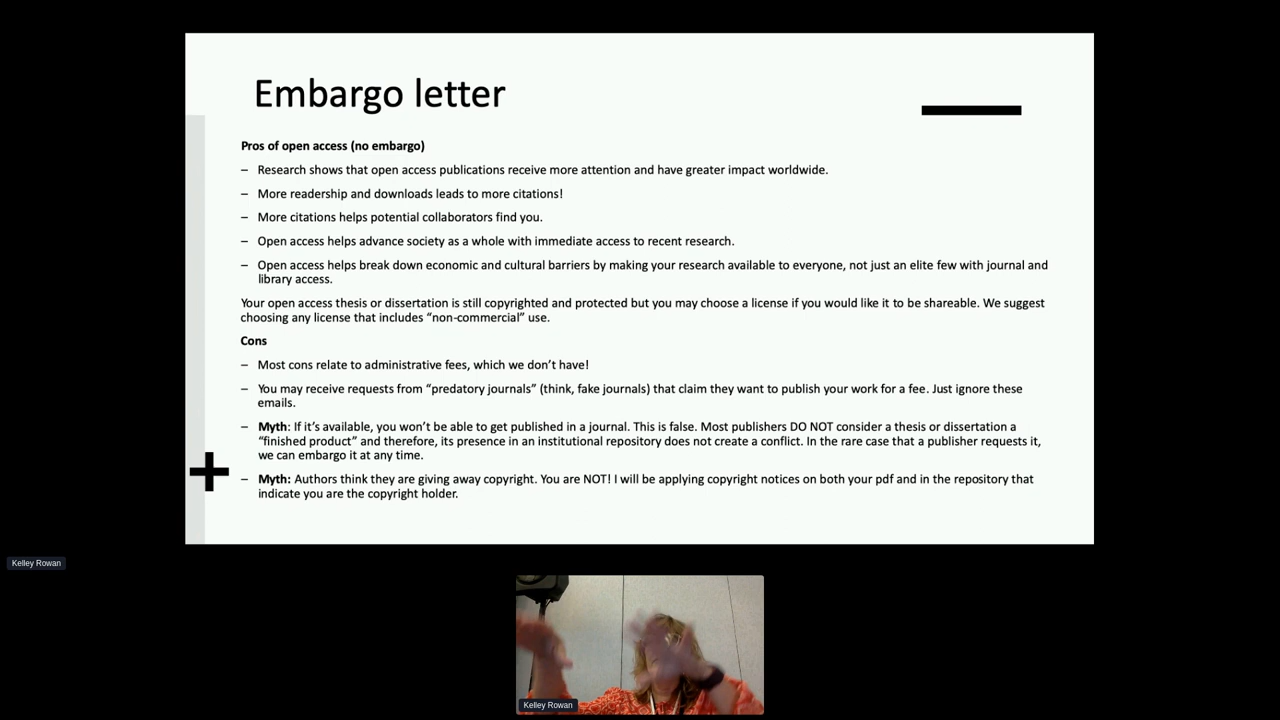 Embargo letter
Pros of open access (no embargo)
– Research shows that open access publications receive more attention and have greater impact worldwide.
– More readership and downloads leads to more citations!
– More citations helps potential collaborators find you.
– Open access helps advance society as a whole with immediate access to recent research.
– Open access helps break down economic and cultural barriers by making your research available to everyone, not just an elite few with journal and
library access.
Your open access thesis or dissertation is still copyrighted and protected but you may choose a license if you would like it to be shareable. We suggest
choosing any license that includes “non-commercial” use.
Cons
– Most cons relate to administrative fees, which we don’t have!
– You may receive requests from “predatory journals” (think, fake journals) that claim they want to publish your work for a fee. Just ignore these
emails.
– Myth: If it’s available, you won’t be able to get published in a journal. This is false. Most publishers DO NOT consider a thesis or dissertation a
“finished product” and therefore, its presence in an institutional repository does not create a conflict. In the rare case that a publisher requests it,
we can embargo it at any time.
– Myth: Authors think they are giving away copyright. You are NOT! I will be applying copyright notices on both your pdf and in the repository that
indicate you are the copyright holder.
Kelley Rowan
Kelley Rowan